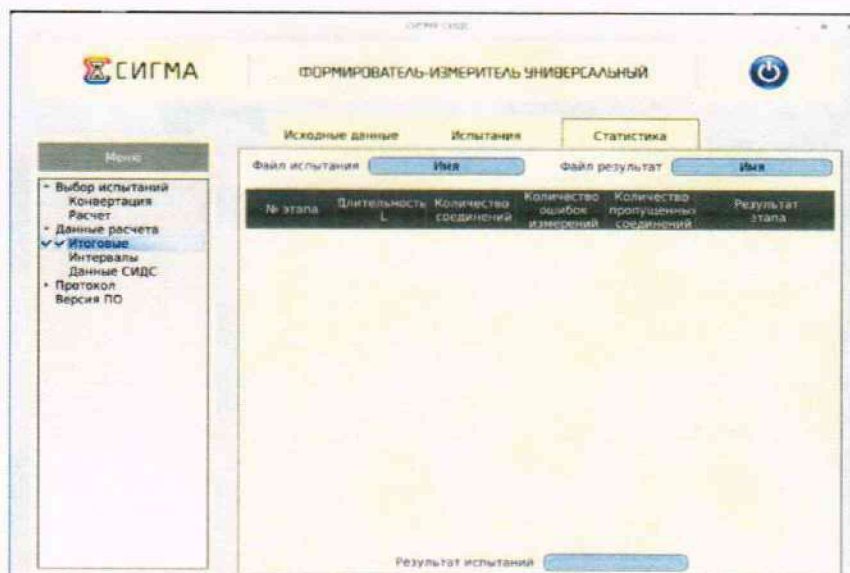 СИГМА СИДС
СИГМА
ФОРМИРОВАТЕЛЬ-ИЗМЕРИТЕЛЬ УНИВЕРСАЛЬНЫЙ
Исходные данные Испытания Статистика
Меню
Файл испытания Имя Файл результат Имя
Выбор испытаний
Конвертация
Расчет
Данные расчета
Итоговые
Интервалы
Данные СИДС
Протокол
Версия ПО
№ этапа Длительность L Количество соединений Количество ошибок измерений Количество пропущенных соединений Результат этапа
Результат испытаний